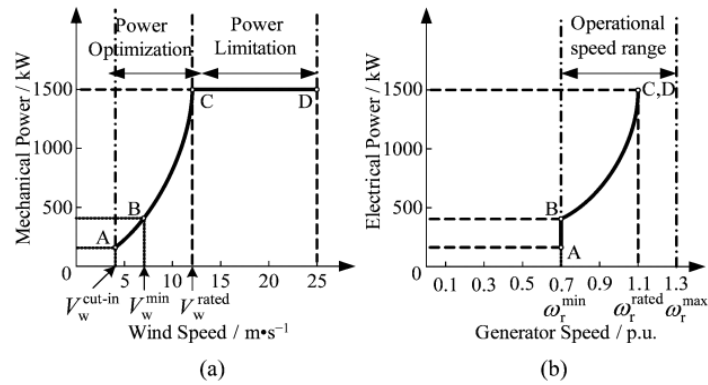 Power Optimization
Power Limitation
Mechanical Power / kW
1500
1000
500
0
A
B
C
D
5
10
15
20
25
V_w^cut-in
V_w^min
V_w^rated
Wind Speed / m•s⁻¹
(a)
Operational speed range
Electrical Power / kW
1500
1000
500
0
C,D
B
A
0.1
0.3
0.5
0.7
0.9
1.1
1.3
ω_r^min
ω_r^rated
ω_r^max
Generator Speed / p.u.
(b)